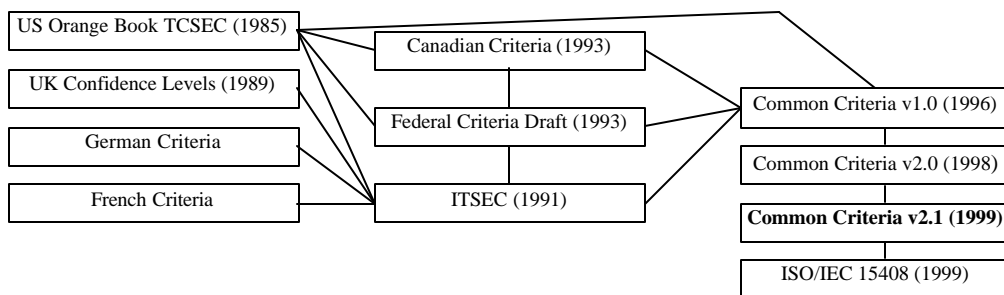 US Orange Book TCSEC (1985)
UK Confidence Levels (1989)
German Criteria
French Criteria
Canadian Criteria (1993)
Federal Criteria Draft (1993)
ITSEC (1991)
Common Criteria v1.0 (1996)
Common Criteria v2.0 (1998)
Common Criteria v2.1 (1999)
ISO/IEC 15408 (1999)